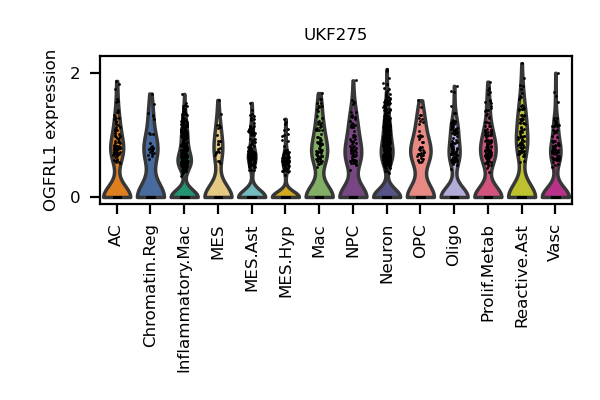 UKF275
OGFRL1 expression
2
0
AC
Chromatin.Reg
Inflammatory.Mac
MES
MES.Ast
MES.Hyp
Mac
NPC
Neuron
OPC
Oligo
Prolif.Metab
Reactive.Ast
Vasc